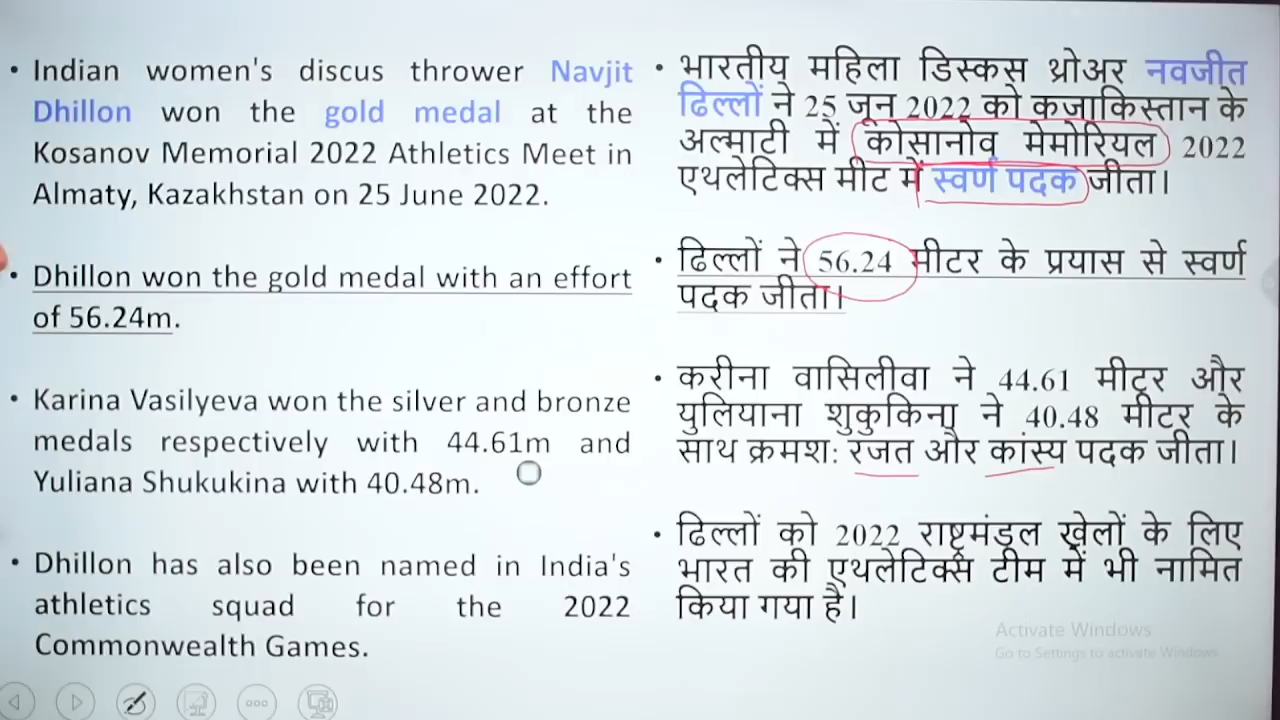 • Indian women's discus thrower Navjit
Dhillon won the gold medal at the
Kosanov Memorial 2022 Athletics Meet in
Almaty, Kazakhstan on 25 June 2022.
• Dhillon won the gold medal with an effort
of 56.24m.
• Karina Vasilyeva won the silver and bronze
medals respectively with 44.61m and
Yuliana Shukukina with 40.48m.
• Dhillon has also been named in India's
athletics squad for the 2022
Commonwealth Games.
• भारतीय महिला डिस्कस थ्रोअर नवजीत
ढिल्लों ने 25 जून 2022 को कजाकिस्तान के
अल्माटी में कोसानोव मेमोरियल 2022
एथलेटिक्स मीट में स्वर्ण पदक जीता।
• ढिल्लों ने 56.24 मीटर के प्रयास से स्वर्ण
पदक जीता।
• करीना वासिलीवा ने 44.61 मीटर और
युलियाना शुकुकिना ने 40.48 मीटर के
साथ क्रमश: रजत और कांस्य पदक जीता।
• ढिल्लों को 2022 राष्ट्रमंडल खेलों के लिए
भारत की एथलेटिक्स टीम में भी नामित
किया गया है।
Activate Windows
Go to Settings to activate Windows.